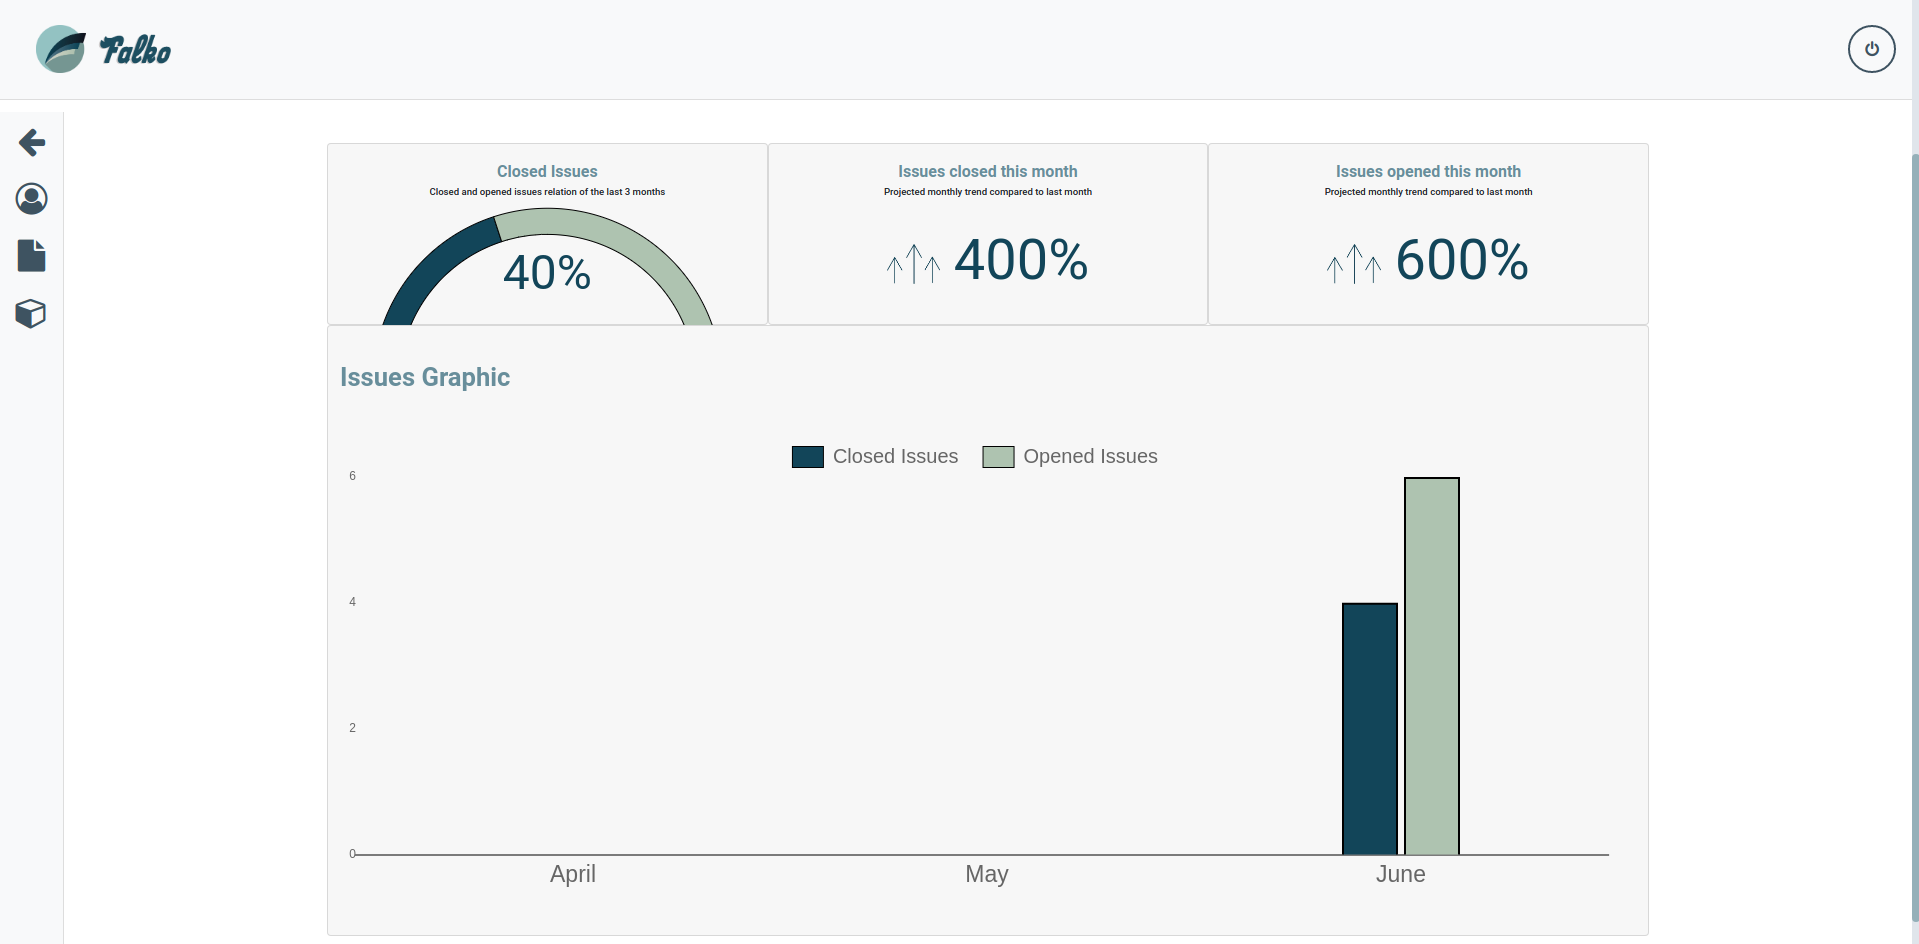 Falko
Closed Issues
Closed and opened issues relation of the last 3 months
40%
Issues closed this month
Projected monthly trend compared to last month
400%
Issues opened this month
Projected monthly trend compared to last month
600%
Issues Graphic
Closed Issues Opened Issues
6
4
2
0
April May June